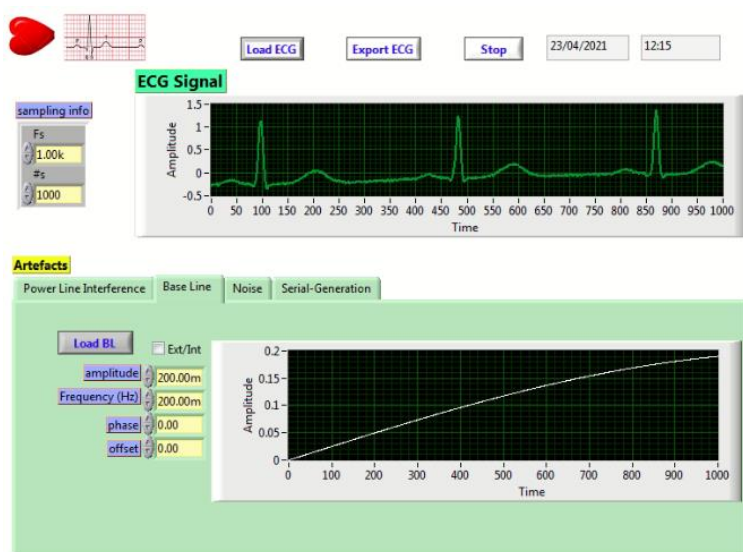 Load ECG
Export ECG
Stop
23/04/2021
12:15
ECG Signal
sampling info
Fs
1.00k
#s
1000
Amplitude
1.5
1
0.5
0
-0.5
0 50 100 150 200 250 300 350 400 450 500 550 600 650 700 750 800 850 900 950 1000
Time
Artefacts
Power Line Interference Base Line Noise Serial-Generation
Load BL
Ext/Int
amplitude 200.00m
Frequency (Hz) 200.00m
phase 0.00
offset 0.00
Amplitude
0.2
0.15
0.1
0.05
0
0 100 200 300 400 500 600 700 800 900 1000
Time